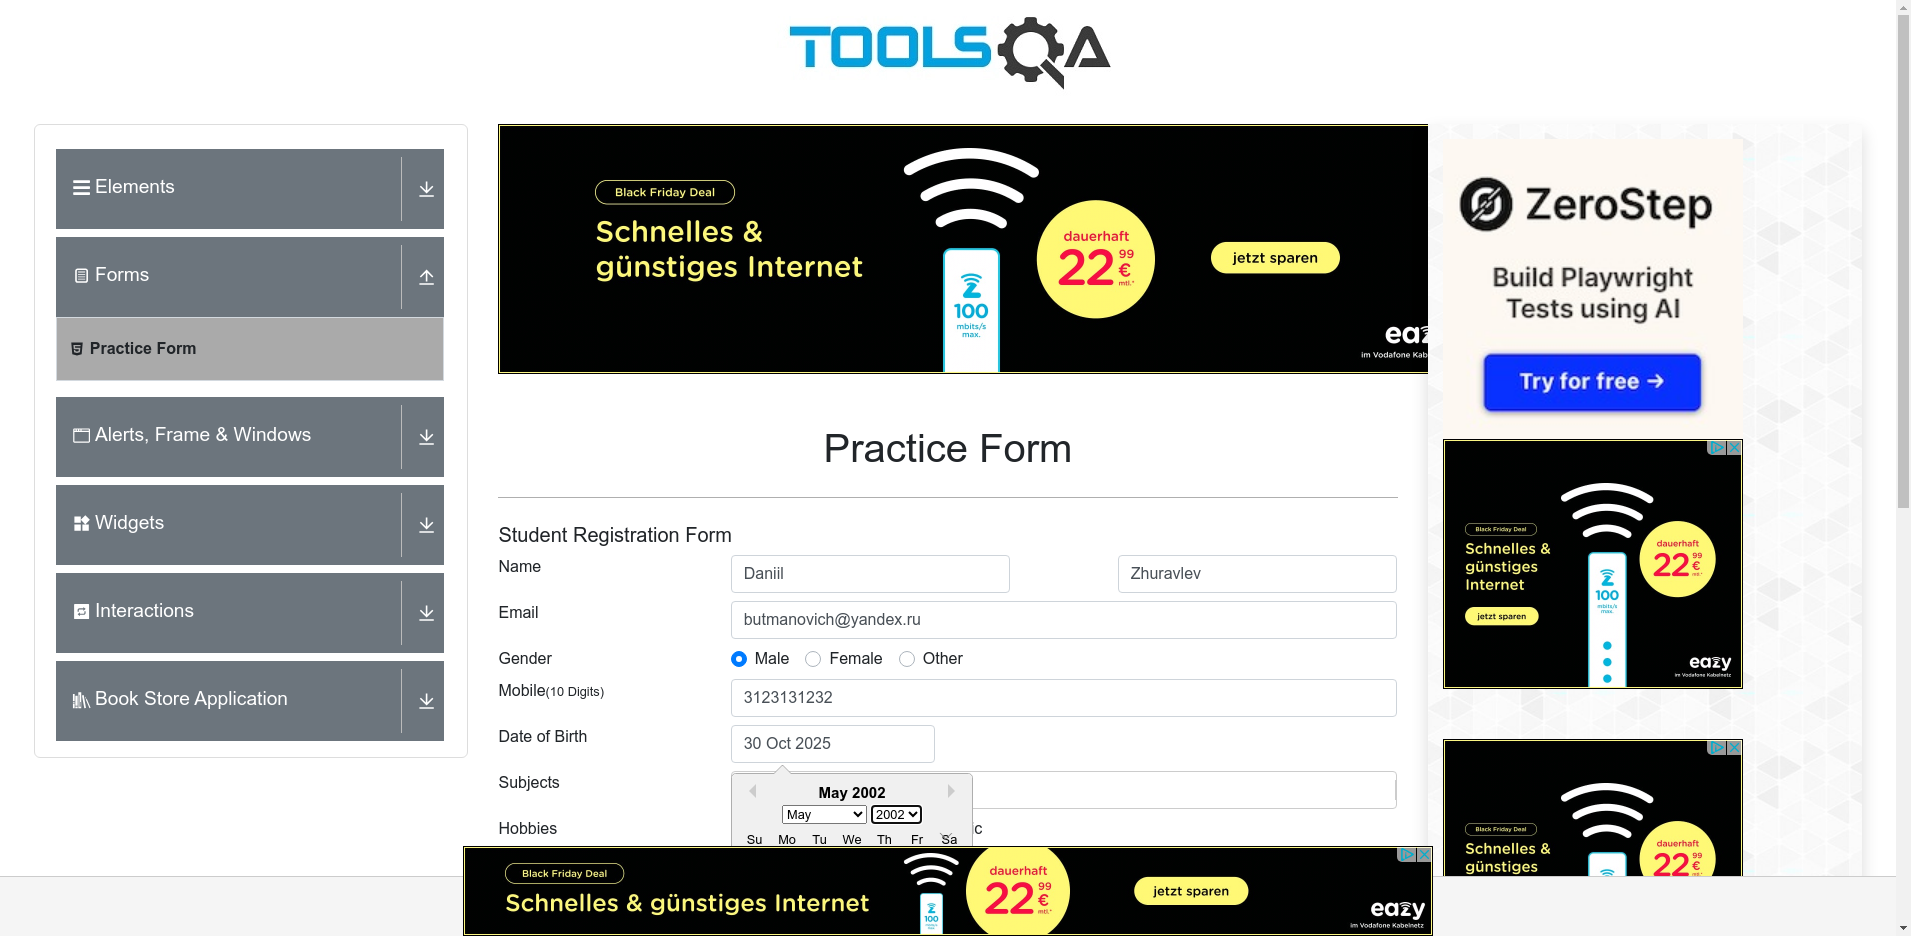 TOOLSQA
Elements
Forms
Practice Form
Alerts, Frame & Windows
Widgets
Interactions
Book Store Application
Black Friday Deal
Schnelles &
günstiges Internet
100
mbits/s
max.
dauerhaft
22 99
€
mtl.*
jetzt sparen
eazy
im Vodafone Kab
Practice Form
Student Registration Form
Name
Daniil
Zhuravlev
Email
butmanovich@yandex.ru
Gender
Male
Female
Other
Mobile(10 Digits)
3123131232
Date of Birth
30 Oct 2025
Subjects
May 2002
May
2002
Su Mo Tu We Th Fr Sa
Hobbies
ic
ZeroStep
Build Playwright
Tests using AI
Try for free →
Black Friday Deal
Schnelles &
günstiges
Internet
jetzt sparen
100
mbits/s
max.
dauerhaft
22 99
€
mtl.*
eazy
im Vodafone Kabelnetz
Black Friday Deal
Schnelles &
günstiges
dauerhaft
22 99
€
Black Friday Deal
Schnelles & günstiges Internet
100
dauerhaft
22 99
€
mtl.*
jetzt sparen
eazy
im Vodafone Kabelnetz